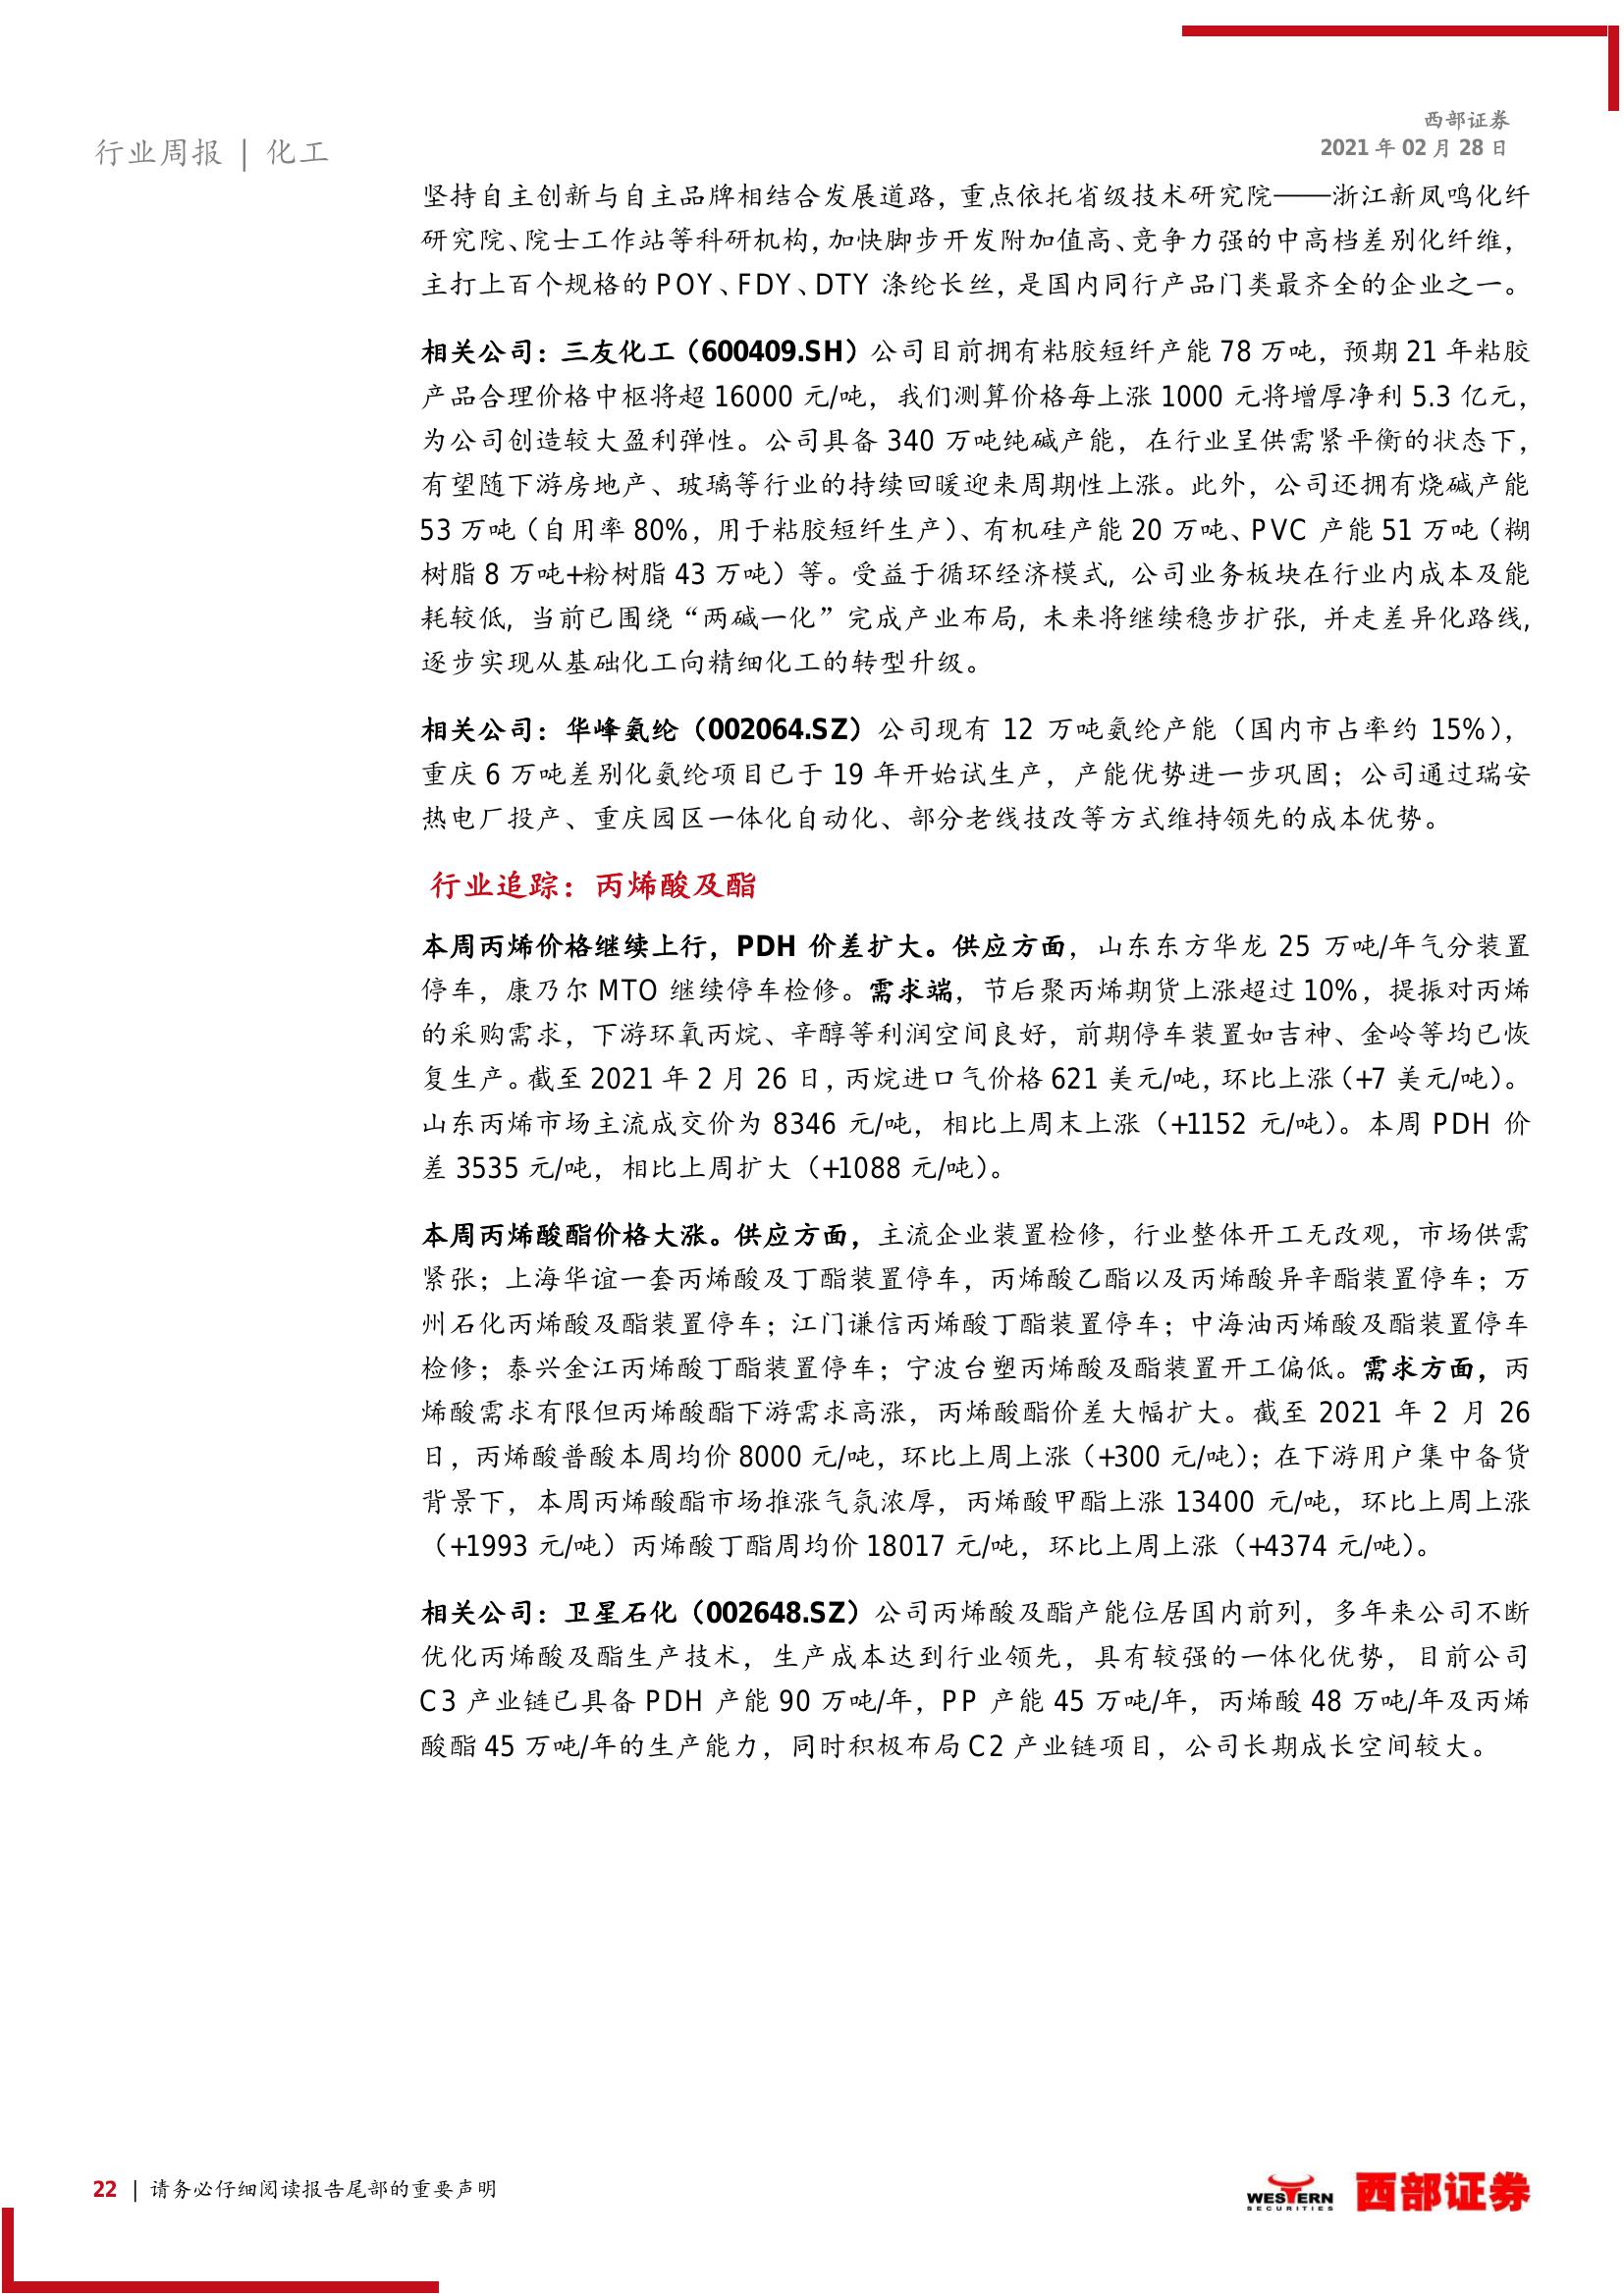 西部证券
行业周报 | 化工
2021 年 02 月 28 日
坚持自主创新与自主品牌相结合发展道路，重点依托省级技术研究院——浙江新凤鸣化纤
研究院、院士工作站等科研机构，加快脚步开发附加值高、竞争力强的中高档差别化纤维，
主打上百个规格的 POY、FDY、DTY 涤纶长丝，是国内同行产品门类最齐全的企业之一。
相关公司：三友化工（600409.SH）公司目前拥有粘胶短纤产能 78 万吨，预期 21 年粘胶
产品合理价格中枢将超 16000 元/吨，我们测算价格每上涨 1000 元将增厚净利 5.3 亿元，
为公司创造较大盈利弹性。公司具备 340 万吨纯碱产能，在行业呈供需紧平衡的状态下，
有望随下游房地产、玻璃等行业的持续回暖迎来周期性上涨。此外，公司还拥有烧碱产能
53 万吨（自用率 80%，用于粘胶短纤生产）、有机硅产能 20 万吨、PVC 产能 51 万吨（糊
树脂 8 万吨+粉树脂 43 万吨）等。受益于循环经济模式，公司业务板块在行业内成本及能
耗较低，当前已围绕“两碱一化”完成产业布局，未来将继续稳步扩张，并走差异化路线，
逐步实现从基础化工向精细化工的转型升级。
相关公司：华峰氨纶（002064.SZ）公司现有 12 万吨氨纶产能（国内市占率约 15%），
重庆 6 万吨差别化氨纶项目已于 19 年开始试生产，产能优势进一步巩固；公司通过瑞安
热电厂投产、重庆园区一体化自动化、部分老线技改等方式维持领先的成本优势。
行业追踪：丙烯酸及酯
本周丙烯价格继续上行，PDH 价差扩大。供应方面，山东东方华龙 25 万吨/年气分装置
停车，康乃尔 MTO 继续停车检修。需求端，节后聚丙烯期货上涨超过 10%，提振对丙烯
的采购需求，下游环氧丙烷、辛醇等利润空间良好，前期停车装置如吉神、金岭等均已恢
复生产。截至 2021 年 2 月 26 日，丙烷进口气价格 621 美元/吨，环比上涨（+7 美元/吨）。
山东丙烯市场主流成交价为 8346 元/吨，相比上周末上涨（+1152 元/吨）。本周 PDH 价
差 3535 元/吨，相比上周扩大（+1088 元/吨）。
本周丙烯酸酯价格大涨。供应方面，主流企业装置检修，行业整体开工无改观，市场供需
紧张；上海华谊一套丙烯酸及丁酯装置停车，丙烯酸乙酯以及丙烯酸异辛酯装置停车；万
州石化丙烯酸及酯装置停车；江门谦信丙烯酸丁酯装置停车；中海油丙烯酸及酯装置停车
检修；泰兴金江丙烯酸丁酯装置停车；宁波台塑丙烯酸及酯装置开工偏低。需求方面，丙
烯酸需求有限但丙烯酸酯下游需求高涨，丙烯酸酯价差大幅扩大。截至 2021 年 2 月 26
日，丙烯酸普酸本周均价 8000 元/吨，环比上周上涨（+300 元/吨）；在下游用户集中备货
背景下，本周丙烯酸酯市场推涨气氛浓厚，丙烯酸甲酯上涨 13400 元/吨，环比上周上涨
（+1993 元/吨）丙烯酸丁酯周均价 18017 元/吨，环比上周上涨（+4374 元/吨）。
相关公司：卫星石化（002648.SZ）公司丙烯酸及酯产能位居国内前列，多年来公司不断
优化丙烯酸及酯生产技术，生产成本达到行业领先，具有较强的一体化优势，目前公司
C3 产业链已具备 PDH 产能 90 万吨/年，PP 产能 45 万吨/年，丙烯酸 48 万吨/年及丙烯
酸酯 45 万吨/年的生产能力，同时积极布局 C2 产业链项目，公司长期成长空间较大。
22 | 请务必仔细阅读报告尾部的重要声明
WESTERN
SECURITIES
西部证券